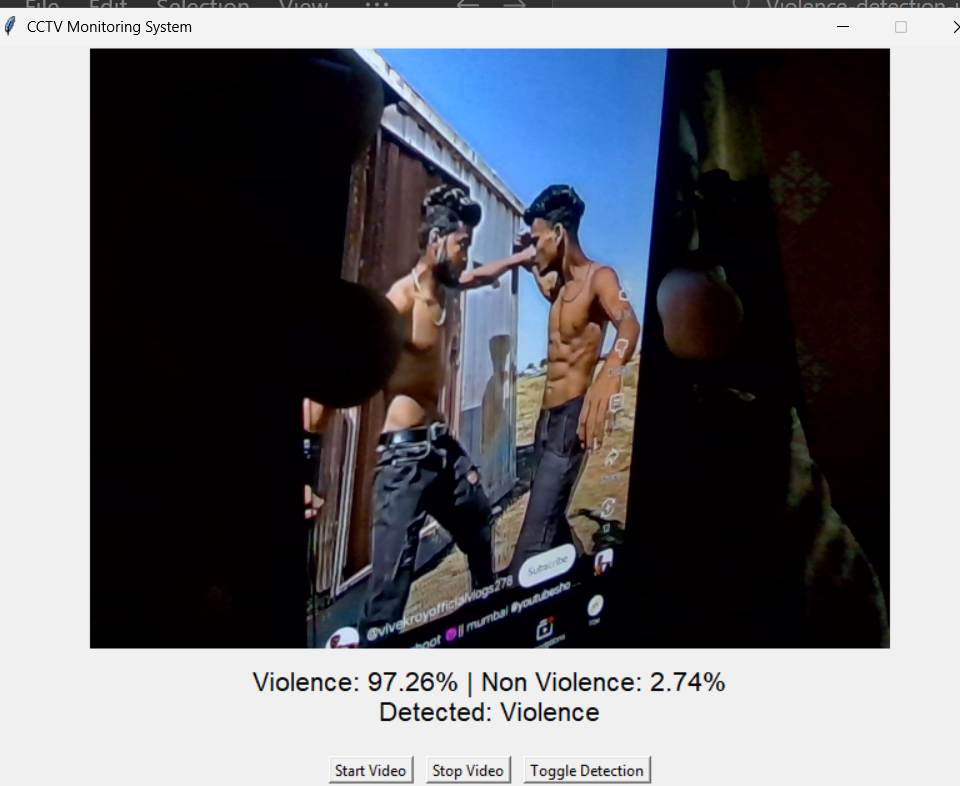 File Edit Selection View
Violence-detection-u
CCTV Monitoring System
Subscribe
@vivekroyofficialvlogs278
hoot 😈|| mumbai #youtubesho...
12
Violence: 97.26% | Non Violence: 2.74%
Detected: Violence
Start Video Stop Video Toggle Detection